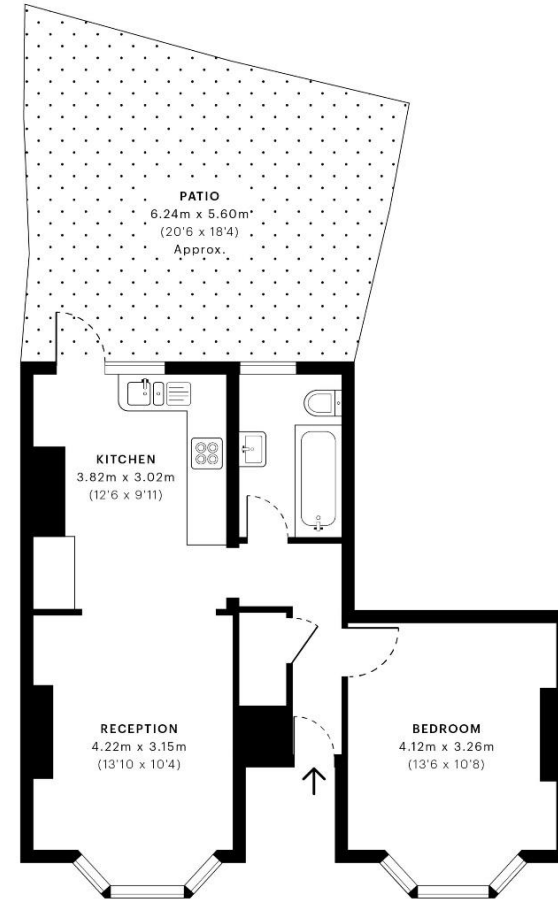 PATIO
6.24m x 5.60m
(20'6 x 18'4)
Approx.
KITCHEN
3.82m x 3.02m
(12'6 x 9'11)
RECEPTION
4.22m x 3.15m
(13'10 x 10'4)
BEDROOM
4.12m x 3.26m
(13'6 x 10'8)